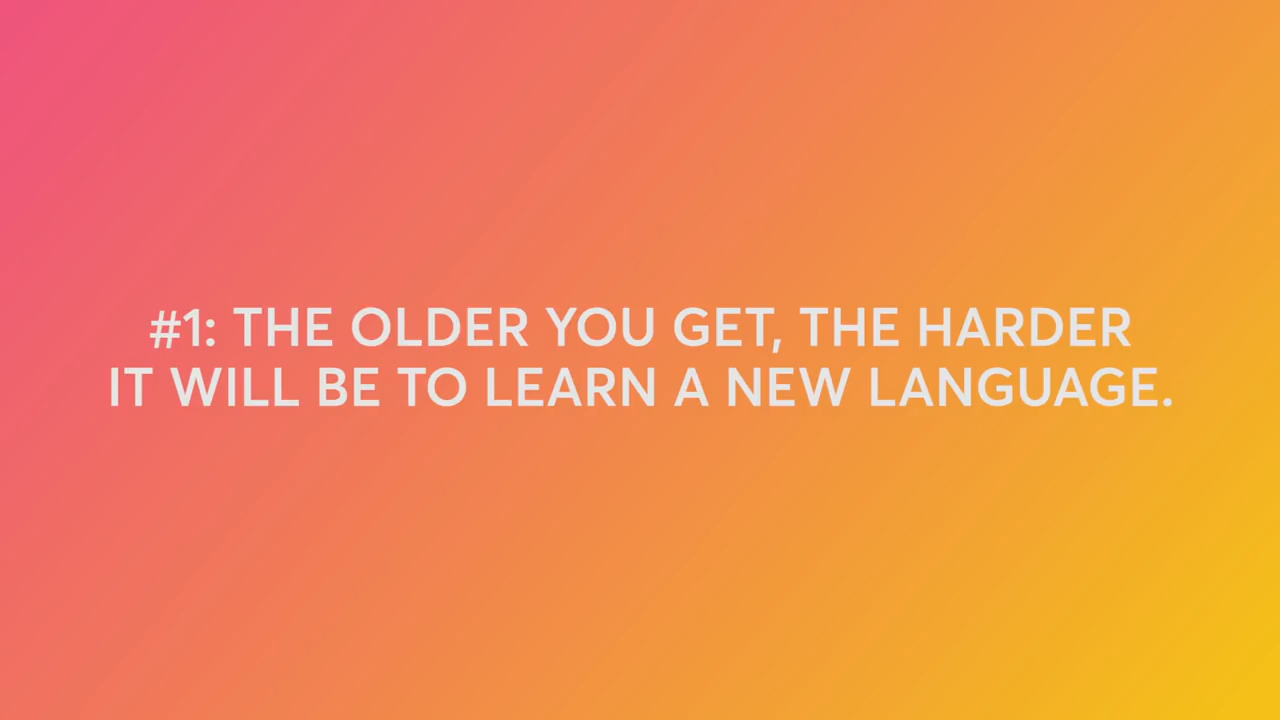 #1: THE OLDER YOU GET, THE HARDER
IT WILL BE TO LEARN A NEW LANGUAGE.